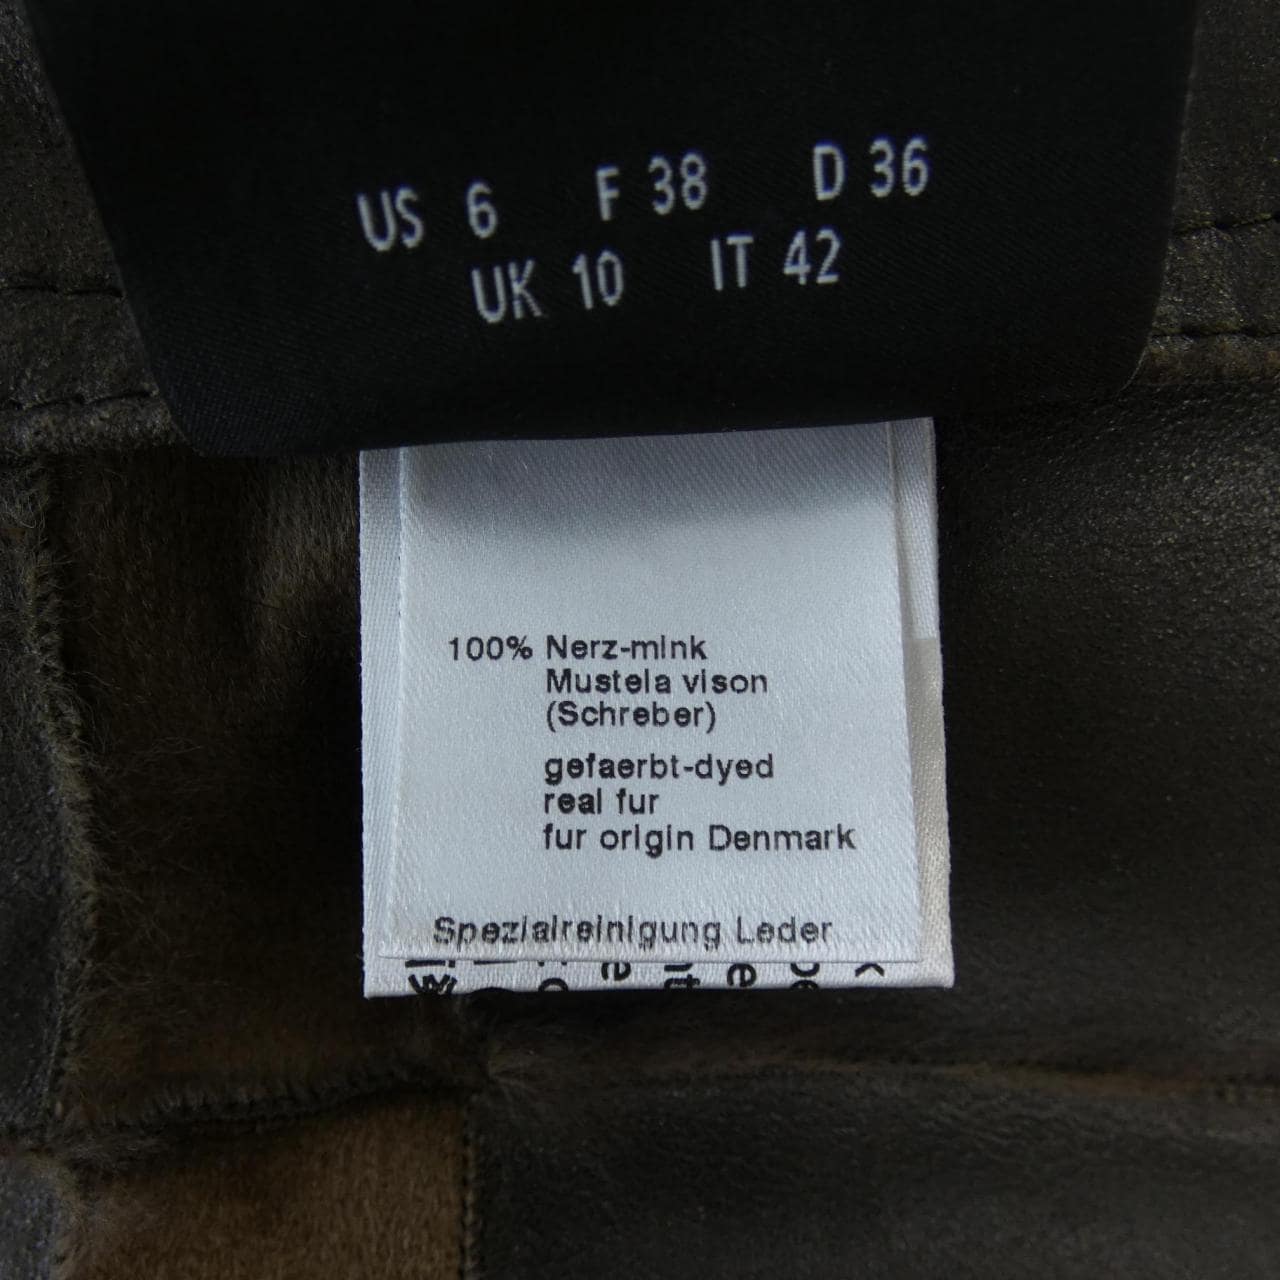 US 6 F 38 D 36
UK 10 IT 42
100% Nerz-mink
Mustela vison
(Schreber)
gefaerbt-dyed
real fur
fur origin Denmark
Spezialreinigung Leder